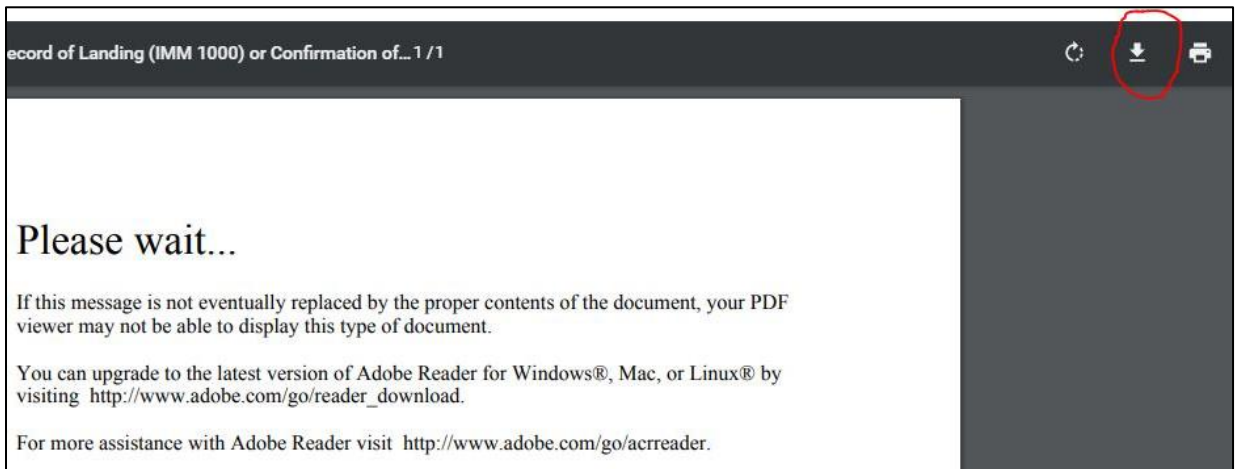 ecord of Landing (IMM 1000) or Confirmation of... 1 / 1
Please wait...
If this message is not eventually replaced by the proper contents of the document, your PDF
viewer may not be able to display this type of document.
You can upgrade to the latest version of Adobe Reader for Windows®, Mac, or Linux® by
visiting http://www.adobe.com/go/reader_download.
For more assistance with Adobe Reader visit http://www.adobe.com/go/acrreader.